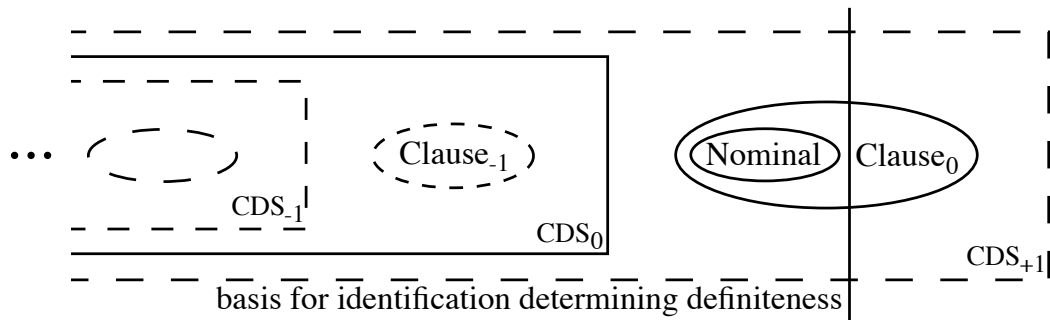 ... Clause-1 Nominal Clause0
CDS-1
CDS0
CDS+1
basis for identification determining definiteness